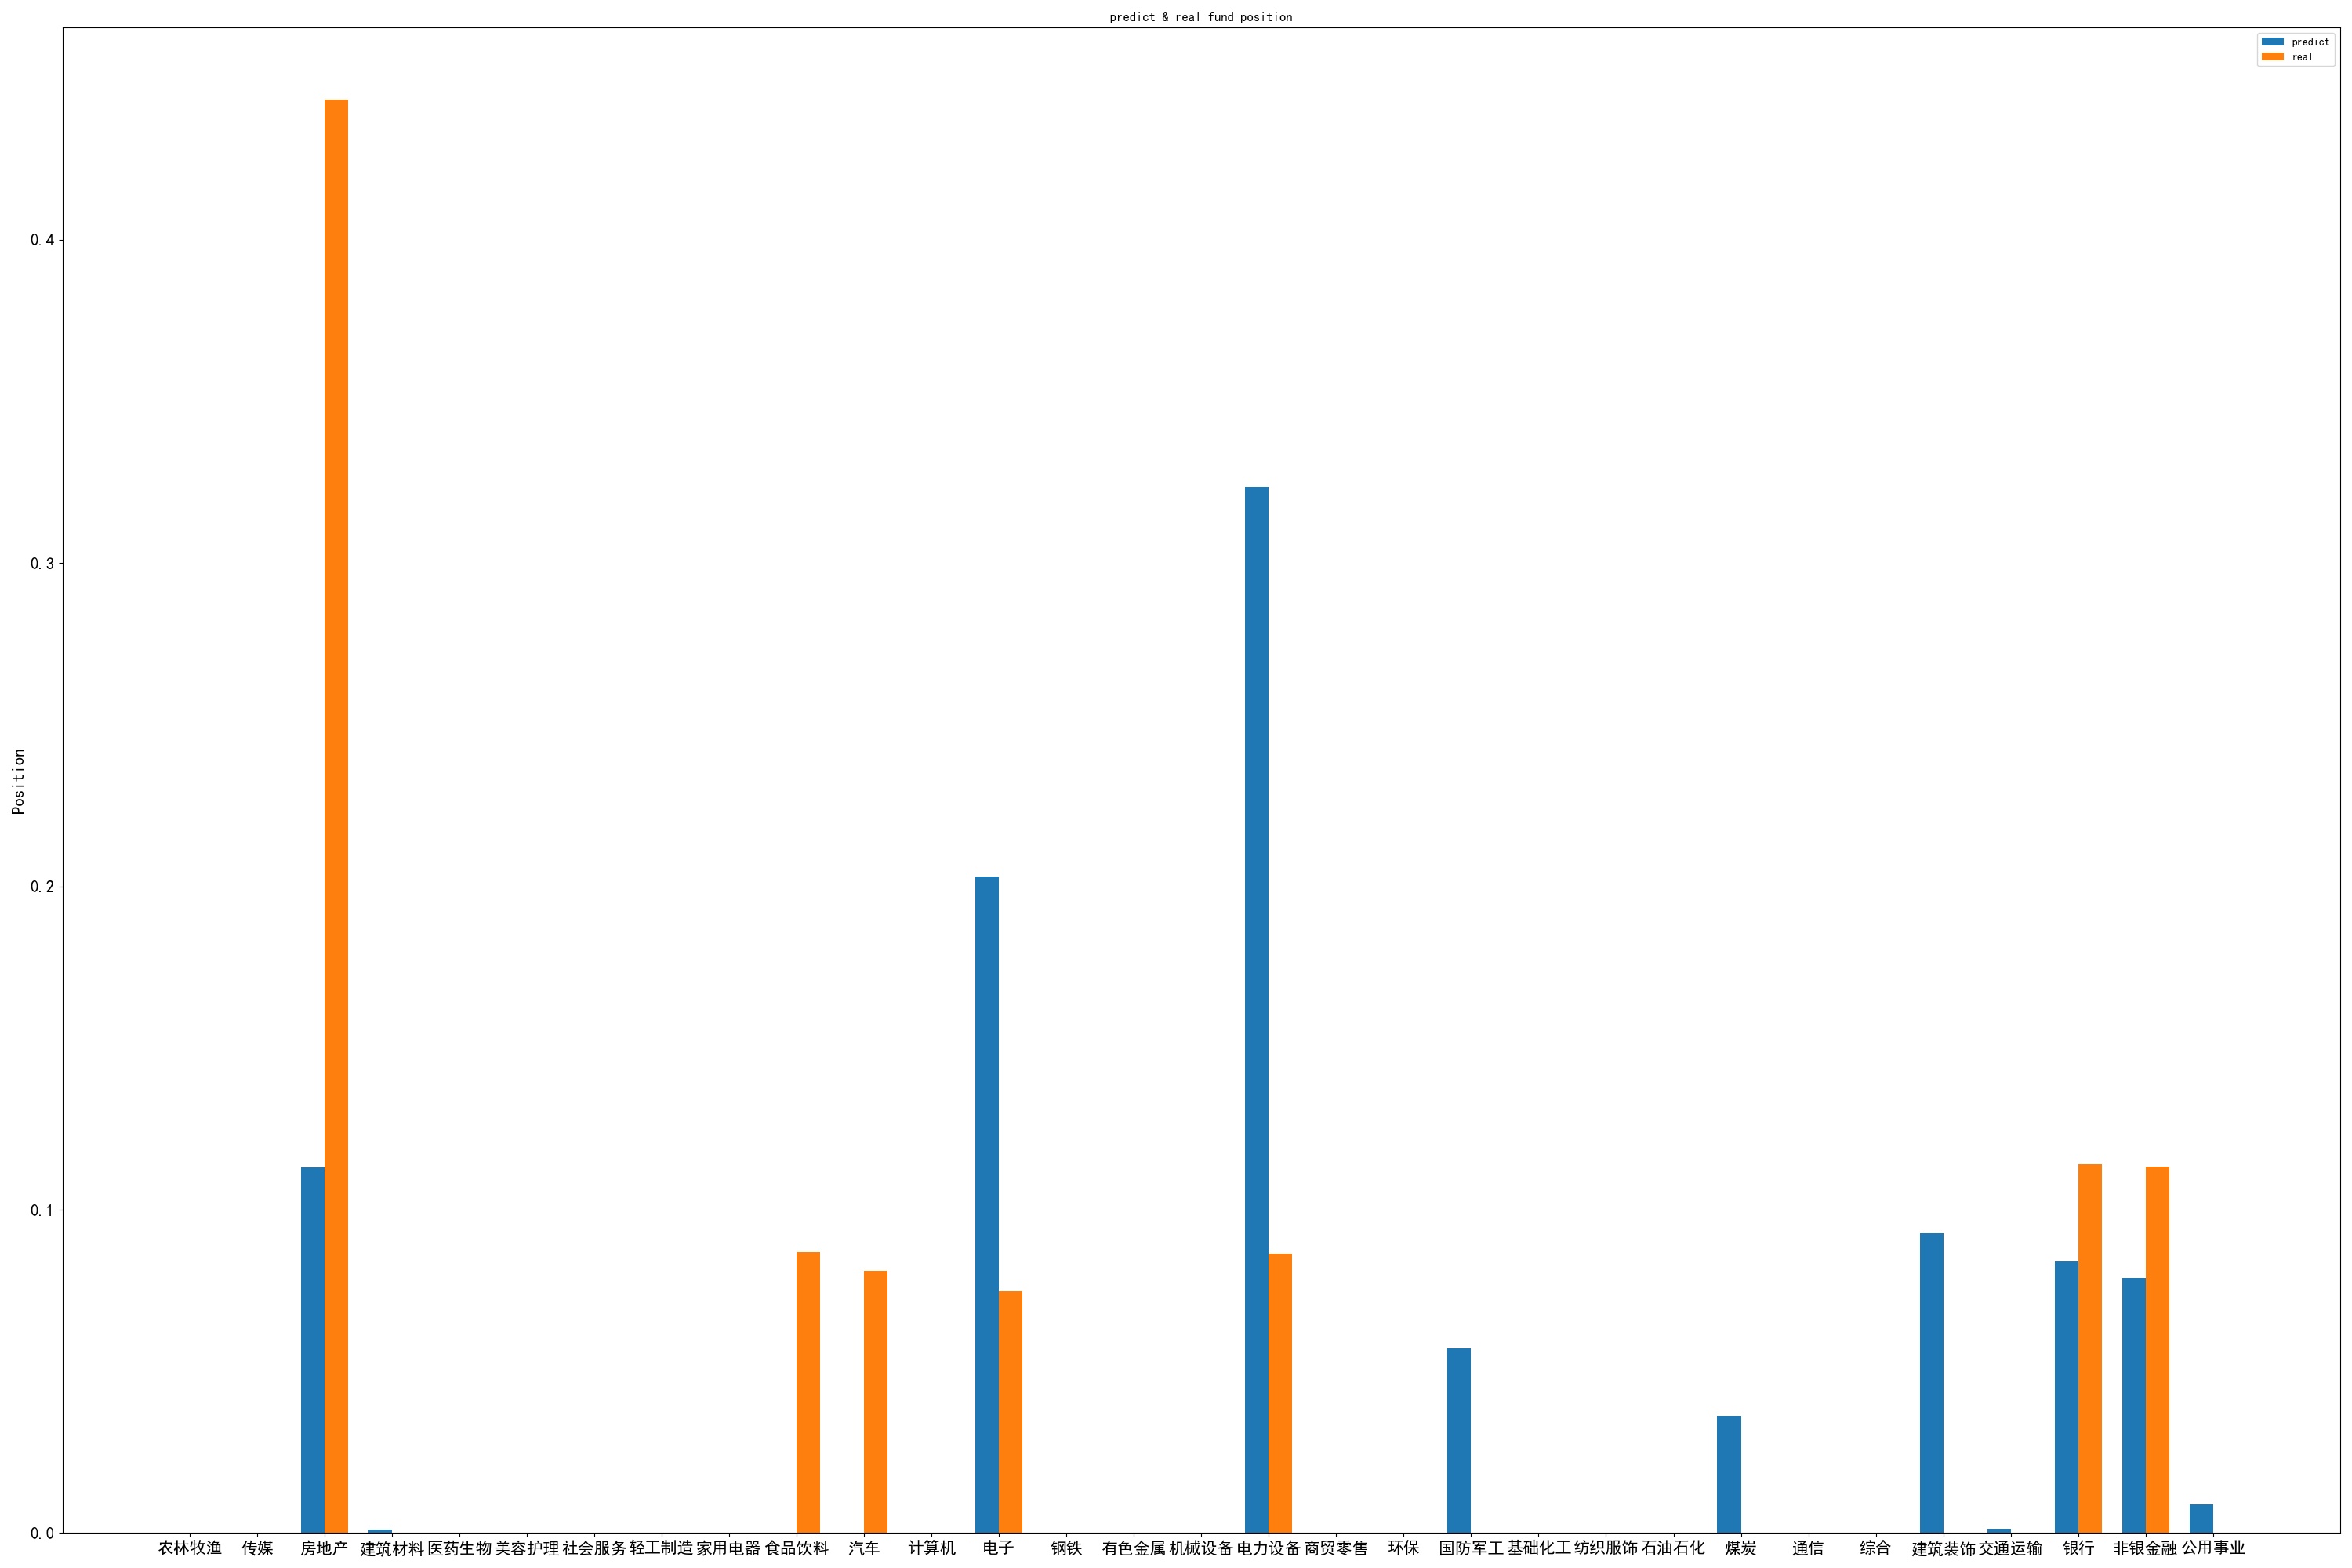 predict & real fund position
predict
real
Position
0.4
0.3
0.2
0.1
0.0
农林牧渔 传媒 房地产 建筑材料 医药生物 美容护理 社会服务 轻工制造 家用电器 食品饮料 汽车 计算机 电子 钢铁 有色金属 机械设备 电力设备 商贸零售 环保 国防军工 基础化工 纺织服饰 石油石化 煤炭 通信 综合 建筑装饰 交通运输 银行 非银金融 公用事业